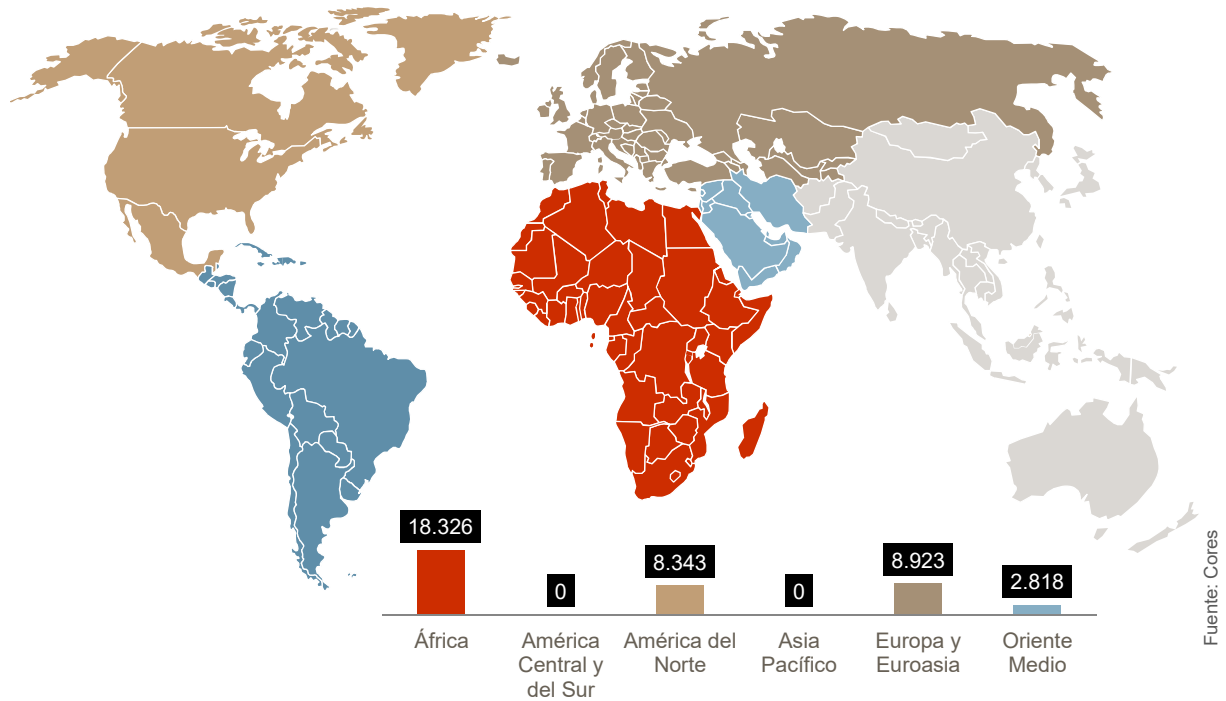 18.326
0
8.343
0
8.923
2.818
África
América
Central y
del Sur
América del
Norte
Asia
Pacífico
Europa y
Euroasia
Oriente
Medio
Fuente: Cores